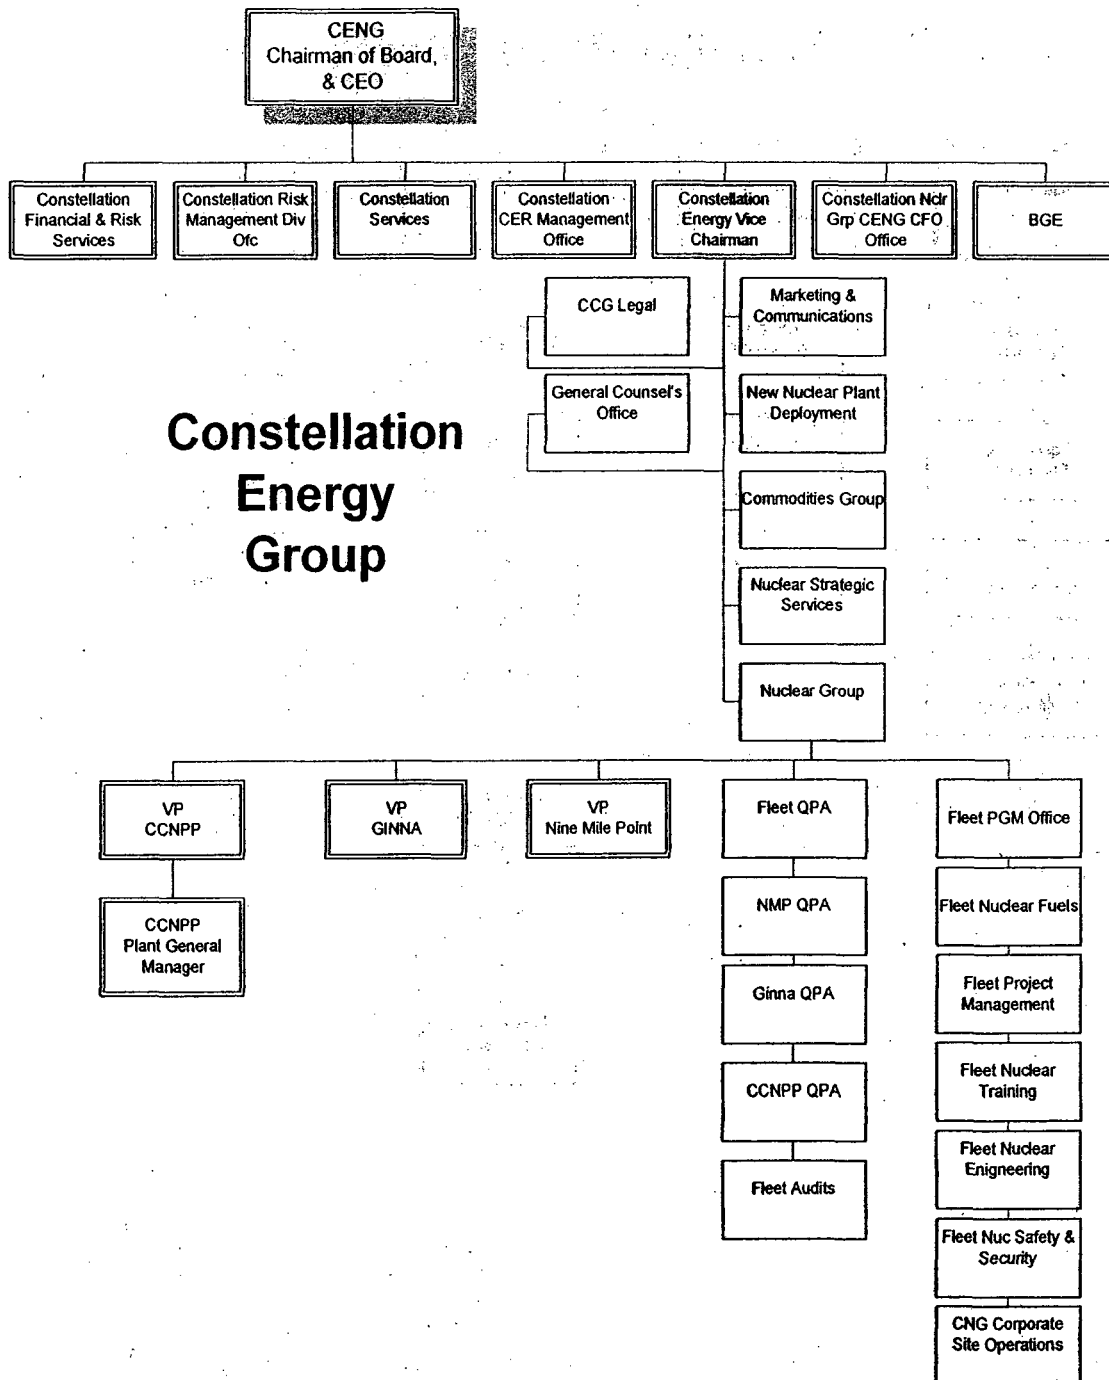 CENG
Chairman of Board,
& CEO
Constellation
Financial & Risk
Services
Constellation Risk
Management Div
Ofc
Constellation
Services
Constellation
CER Management
Office
Constellation
Energy Vice
Chairman
Constellation Nclr
Grp CENG CFO
Office
BGE
CCG Legal
Marketing &
Communications
General Counsel's
Office
New Nuclear Plant
Deployment
Constellation
Energy
Group
Commodities Group
Nuclear Strategic
Services
Nuclear Group
VP
CCNPP
VP
GINNA
VP
Nine Mile Point
Fleet QPA
Fleet PGM Office
CCNPP
Plant General
Manager
NMP QPA
Fleet Nuclear Fuels
Ginna QPA
Fleet Project
Management
CCNPP QPA
Fleet Nuclear
Training
Fleet Audits
Fleet Nuclear
Enigneering
Fleet Nuc Safety &
Security
CNG Corporate
Site Operations